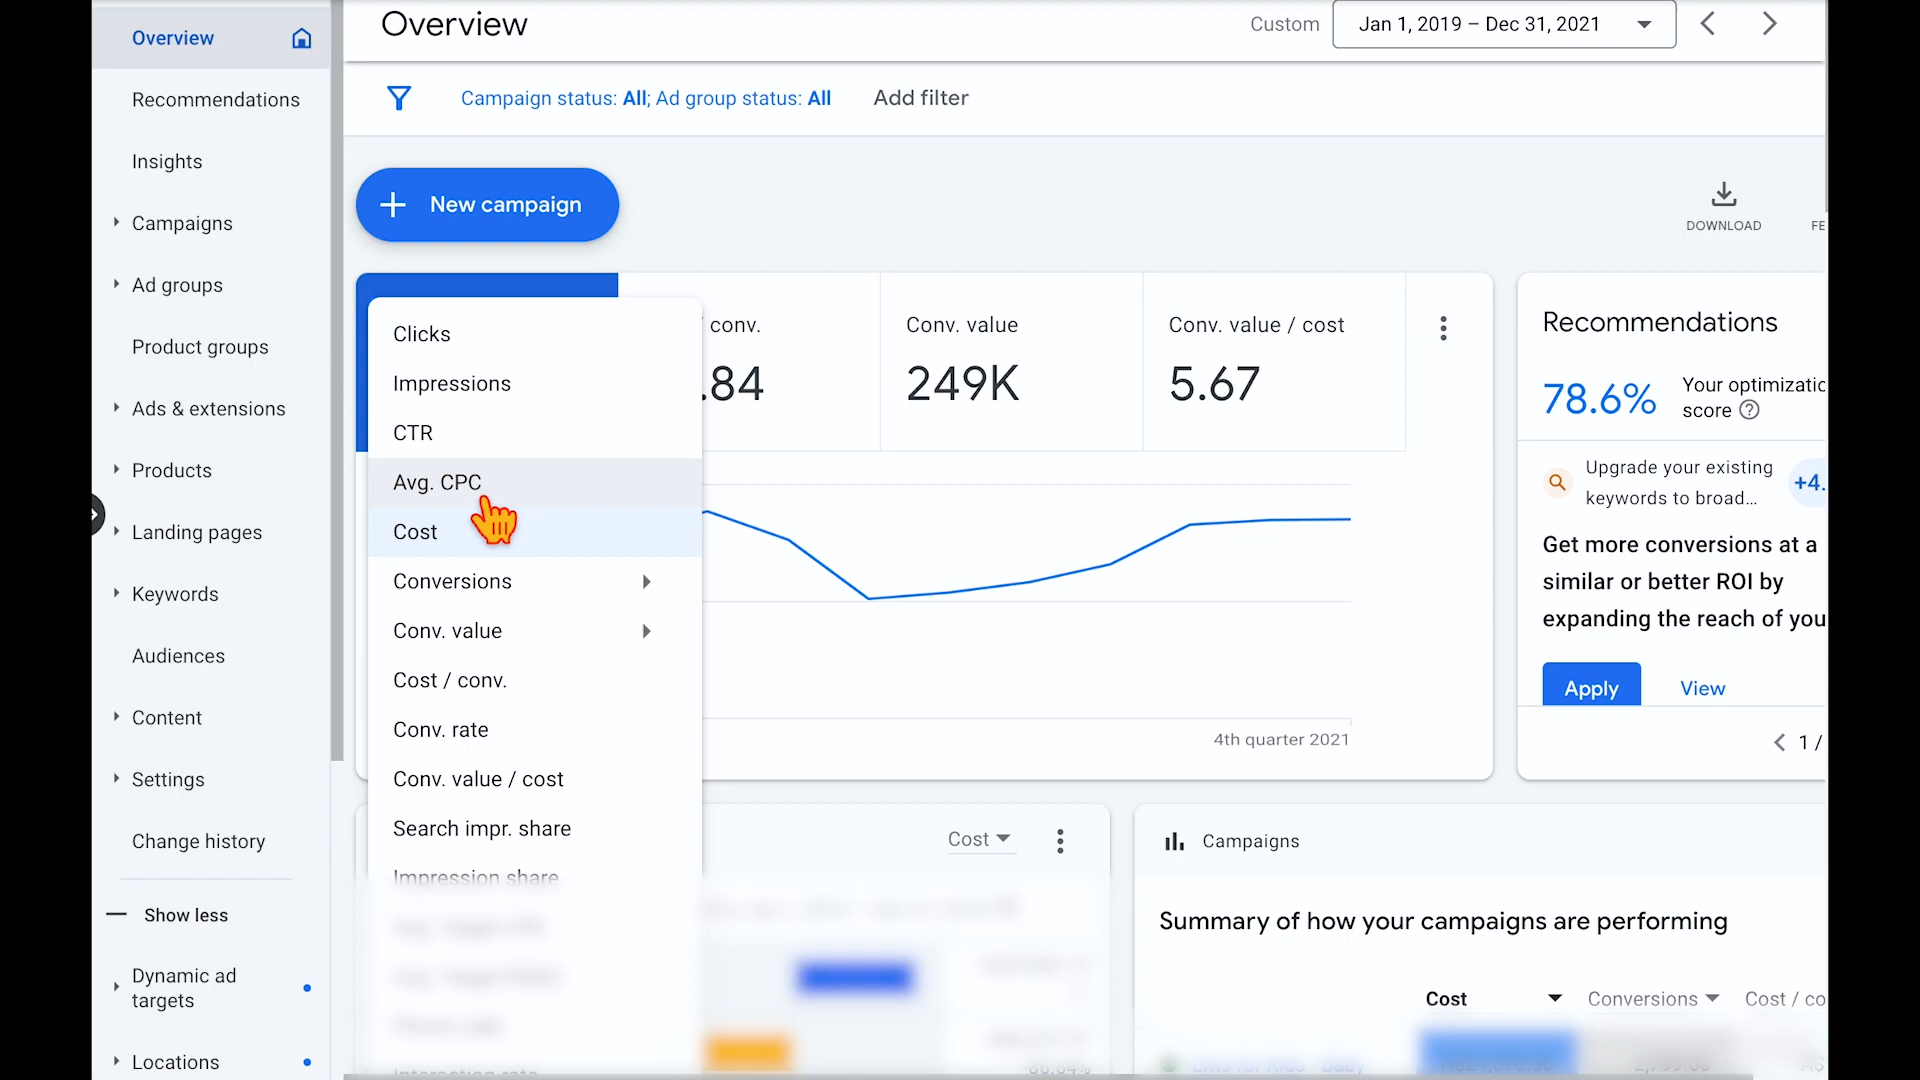 Overview
Recommendations
Insights
Campaigns
Ad groups
Product groups
Ads & extensions
Products
Landing pages
Keywords
Audiences
Content
Settings
Change history
Show less
Dynamic ad
targets
Locations
Overview
Custom
Jan 1, 2019 – Dec 31, 2021
Campaign status: All; Ad group status: All
Add filter
New campaign
DOWNLOAD
FE
Clicks
Impressions
CTR
Avg. CPC
Cost
Conversions
Conv. value
Cost / conv.
Conv. rate
Conv. value / cost
Search impr. share
Impression share
/ conv.
.84
Conv. value
249K
Conv. value / cost
5.67
4th quarter 2021
Recommendations
78.6%
Your optimizatic
score
Upgrade your existing
keywords to broad...
+4.
Get more conversions at a
similar or better ROI by
expanding the reach of you
Apply
View
1 /
Cost
Campaigns
Summary of how your campaigns are performing
Cost
Conversions
Cost / co